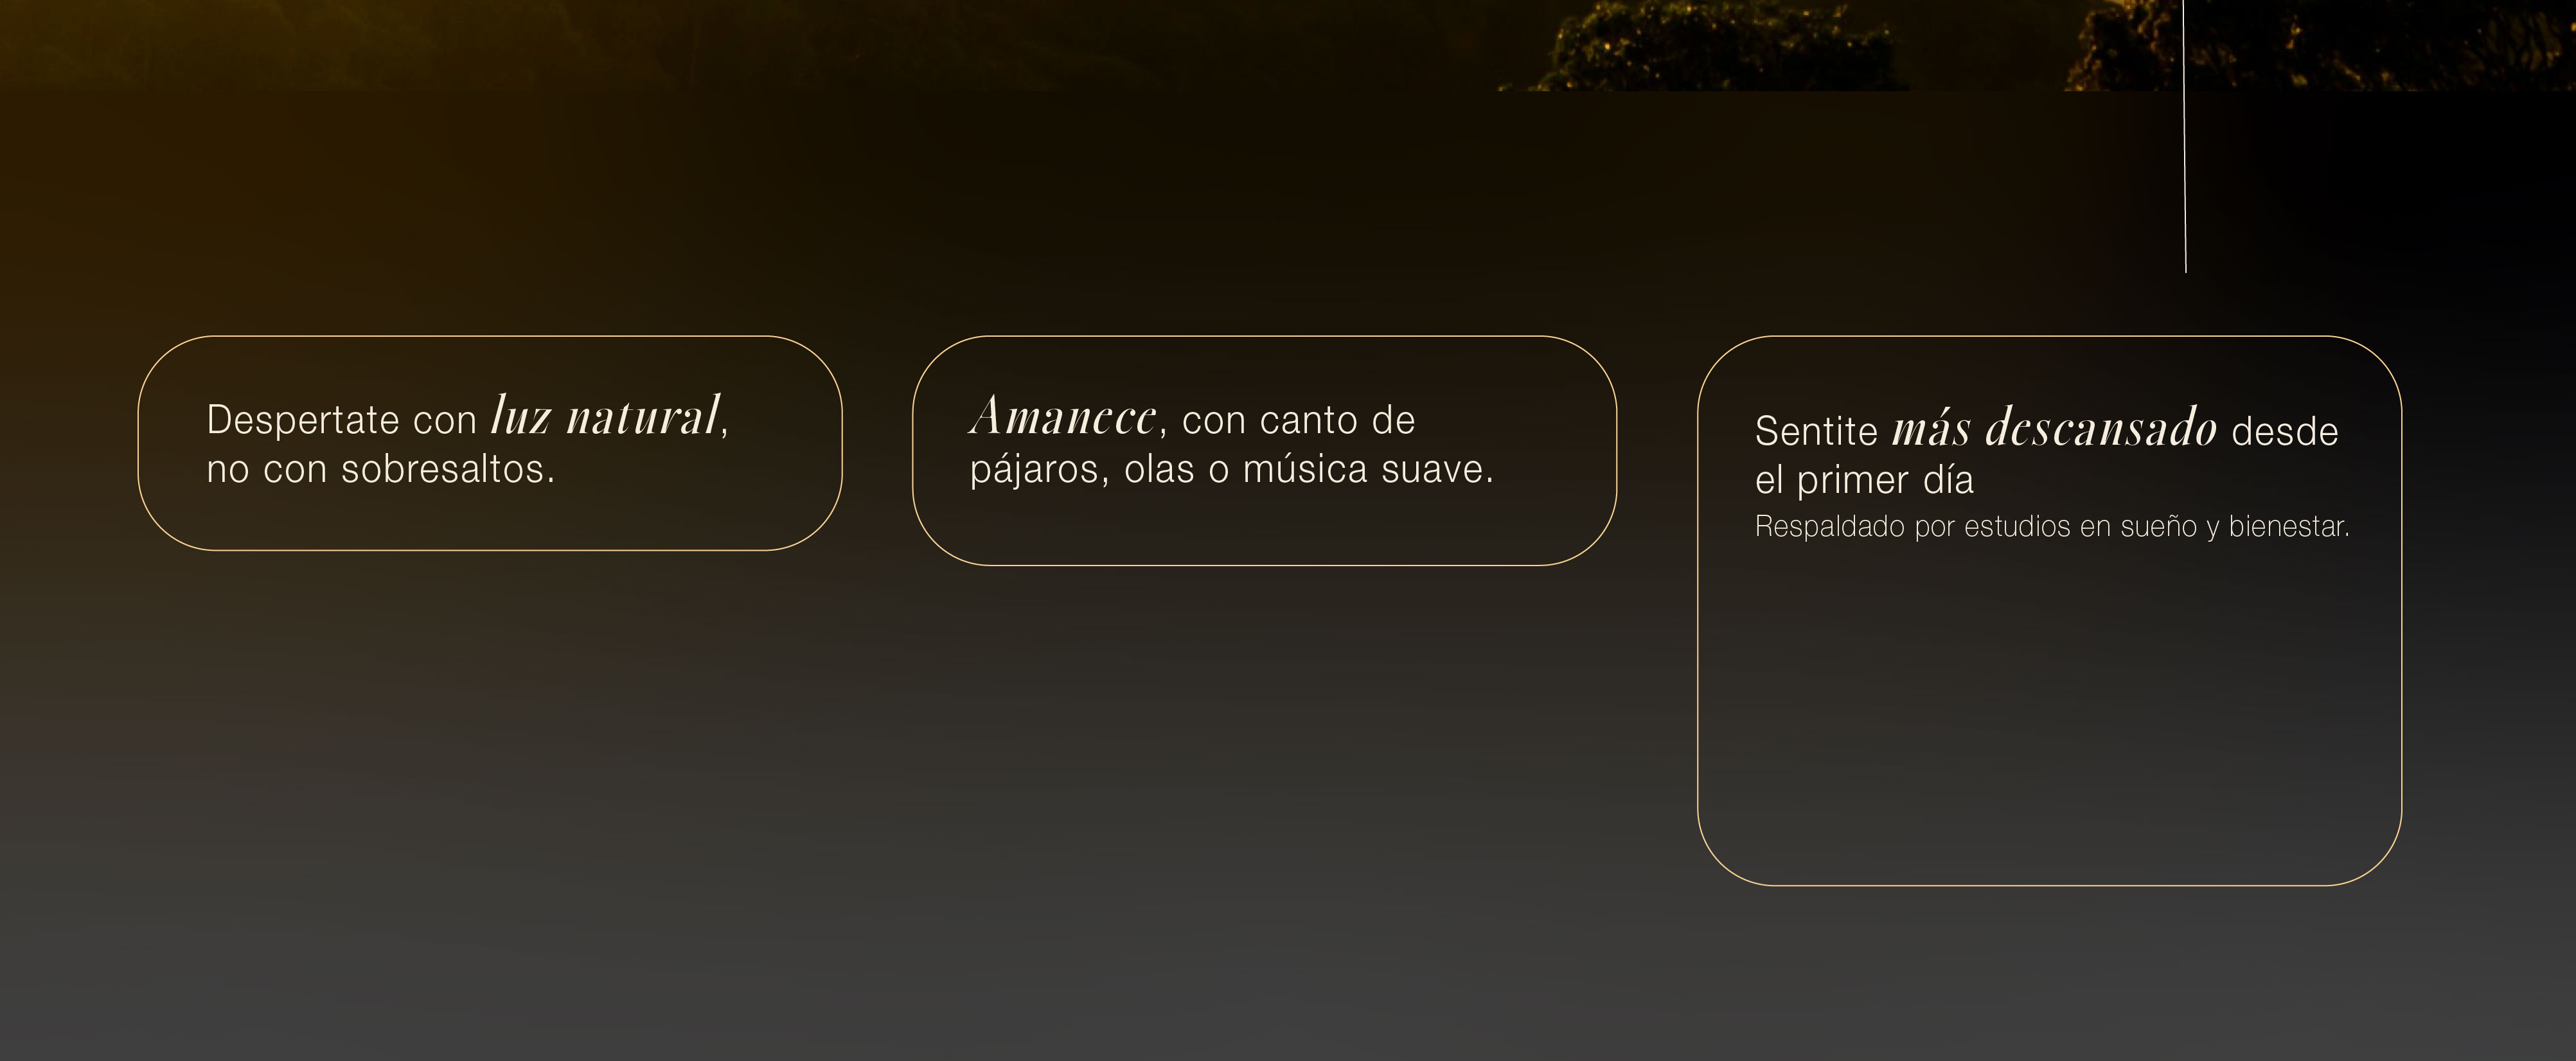 Despertate con luz natural,
no con sobresaltos.
Amanece, con canto de
pájaros, olas o música suave.
Sentite más descansado desde
el primer día
Respaldado por estudios en sueño y bienestar.